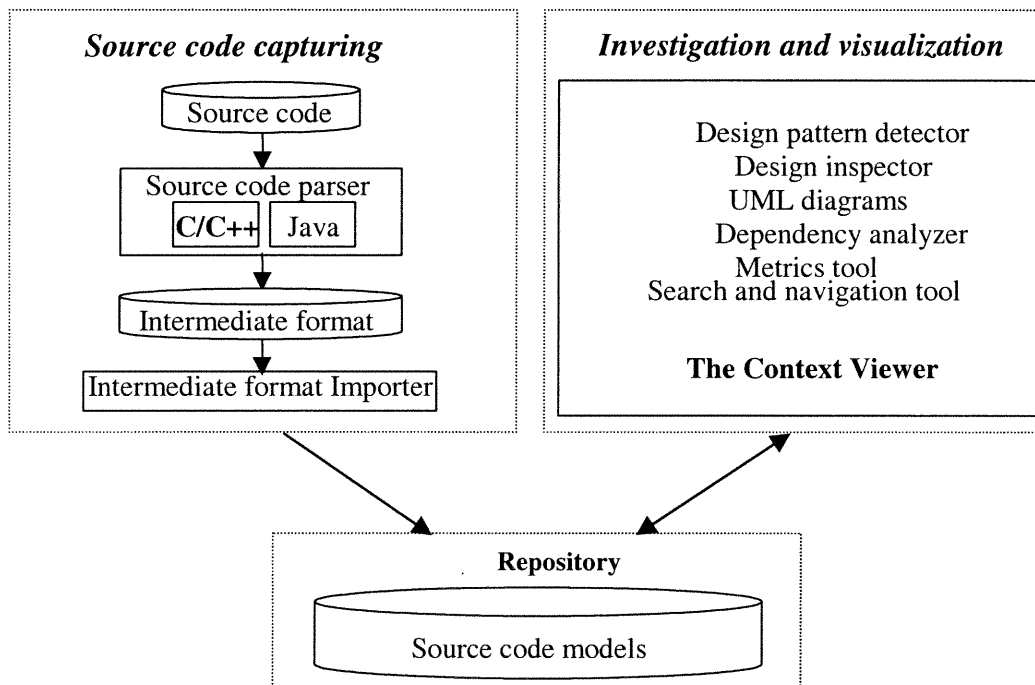 Source code capturing
Source code
Source code parser
C/C++ Java
Intermediate format
Intermediate format Importer
Investigation and visualization
Design pattern detector
Design inspector
UML diagrams
Dependency analyzer
Metrics tool
Search and navigation tool
The Context Viewer
Repository
Source code models